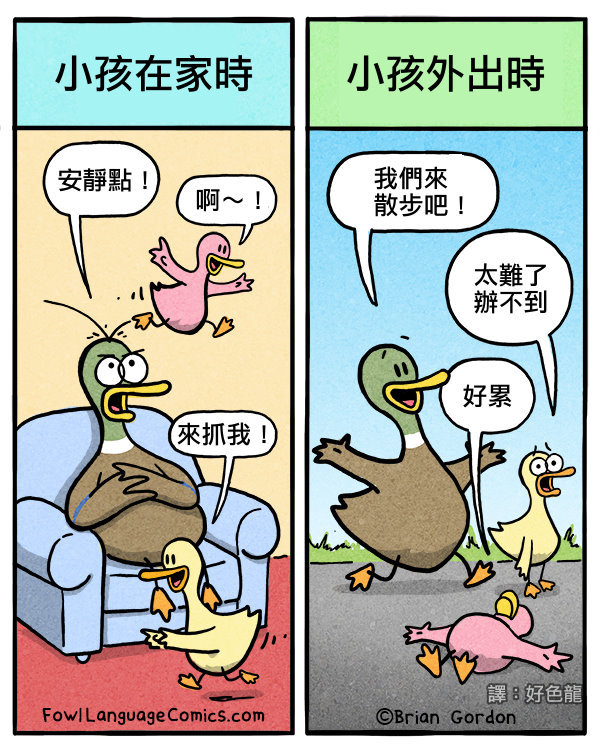 小孩在家時
安靜點！
啊～！
來抓我！
FowlLanguageComics.com
小孩外出時
我們來
散步吧！
太難了
辦不到
好累
譯：好色龍
©Brian Gordon